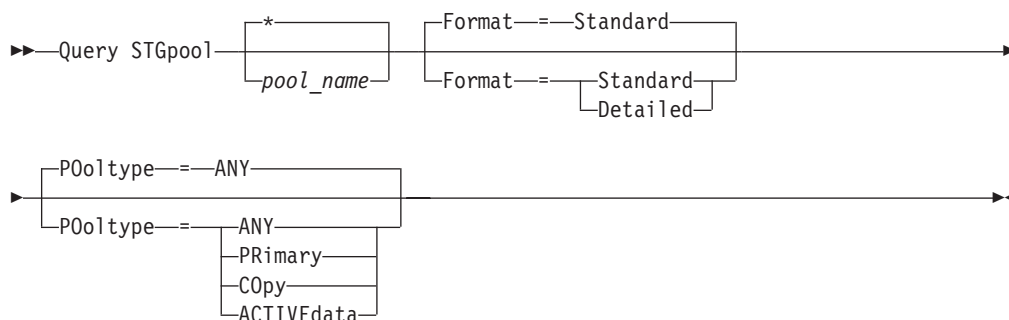 *
Format = Standard
Query STGpool
pool_name
Format = Standard
Detailed
POoltype = ANY
POoltype = ANY
PRimary
COpy
ACTIVEdata